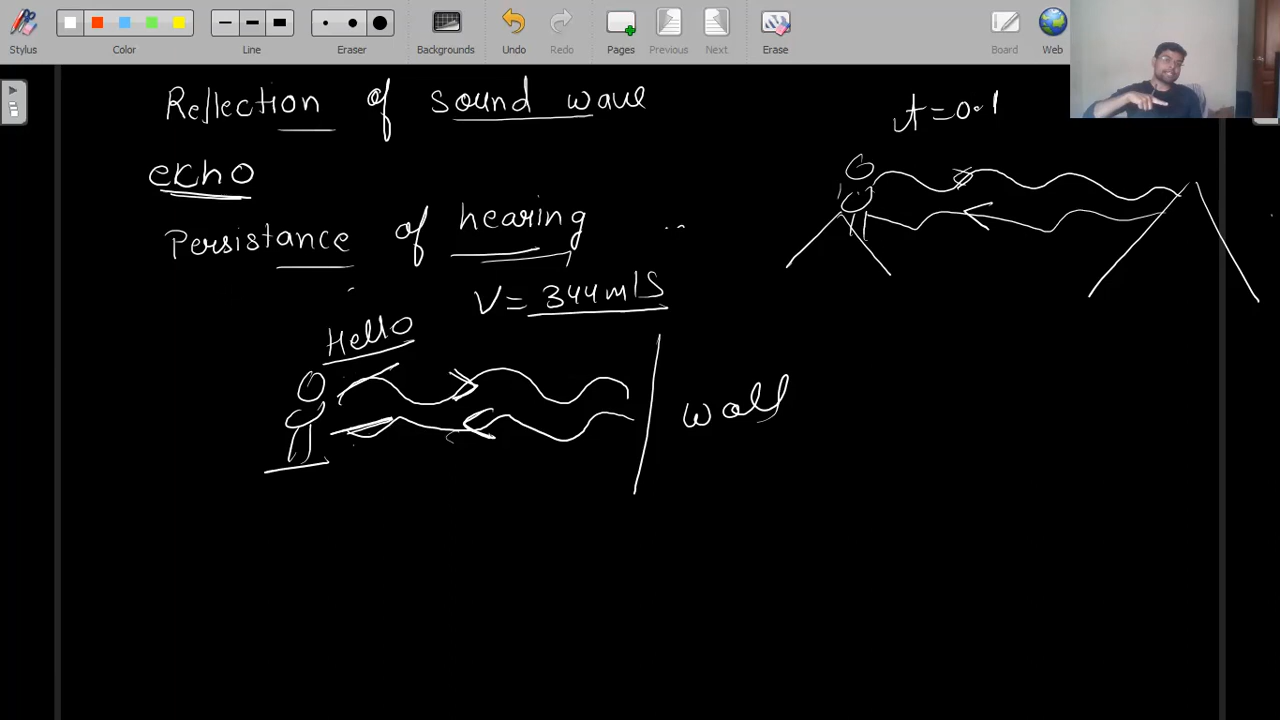 Stylus
Color
Line
Eraser
Backgrounds
Undo
Redo
Pages
Previous
Next
Erase
Board
Web
Reflection of sound wave
t = 0.1
echo
Persistance of hearing
V = 344m/s
Hello
wall